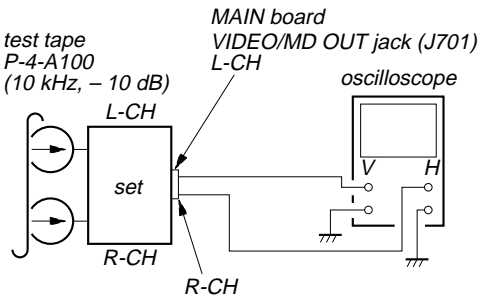 MAIN board
VIDEO/MD OUT jack (J701)
L-CH
test tape
P-4-A100
(10 kHz, – 10 dB)
oscilloscope
L-CH
V
H
set
R-CH
R-CH